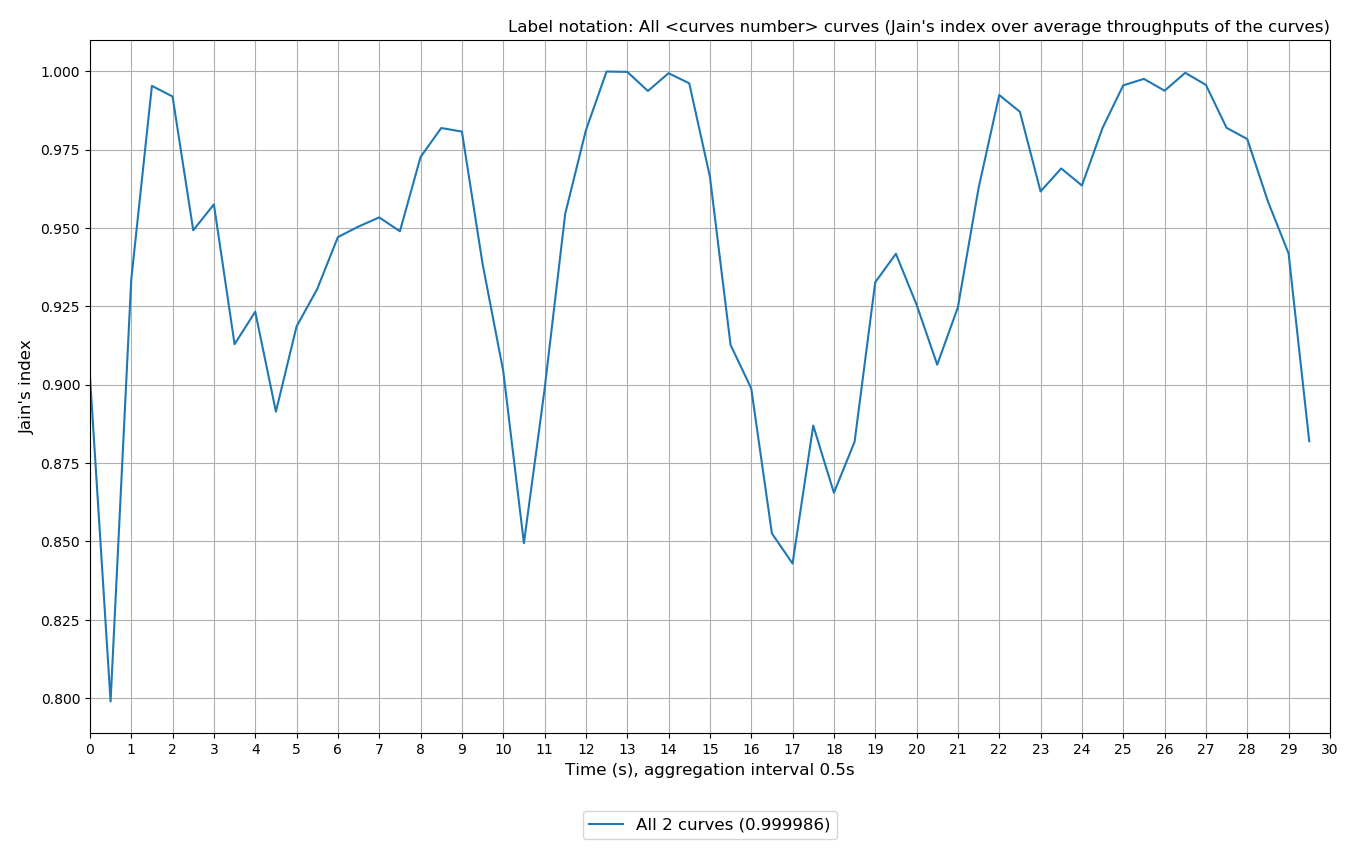 Label notation: All <curves number> curves (Jain's index over average throughputs of the curves)
1.000
0.975
0.950
0.925
0.900
0.875
0.850
0.825
0.800
Jain's index
0 1 2 3 4 5 6 7 8 9 10 11 12 13 14 15 16 17 18 19 20 21 22 23 24 25 26 27 28 29 30
Time (s), aggregation interval 0.5s
All 2 curves (0.999986)